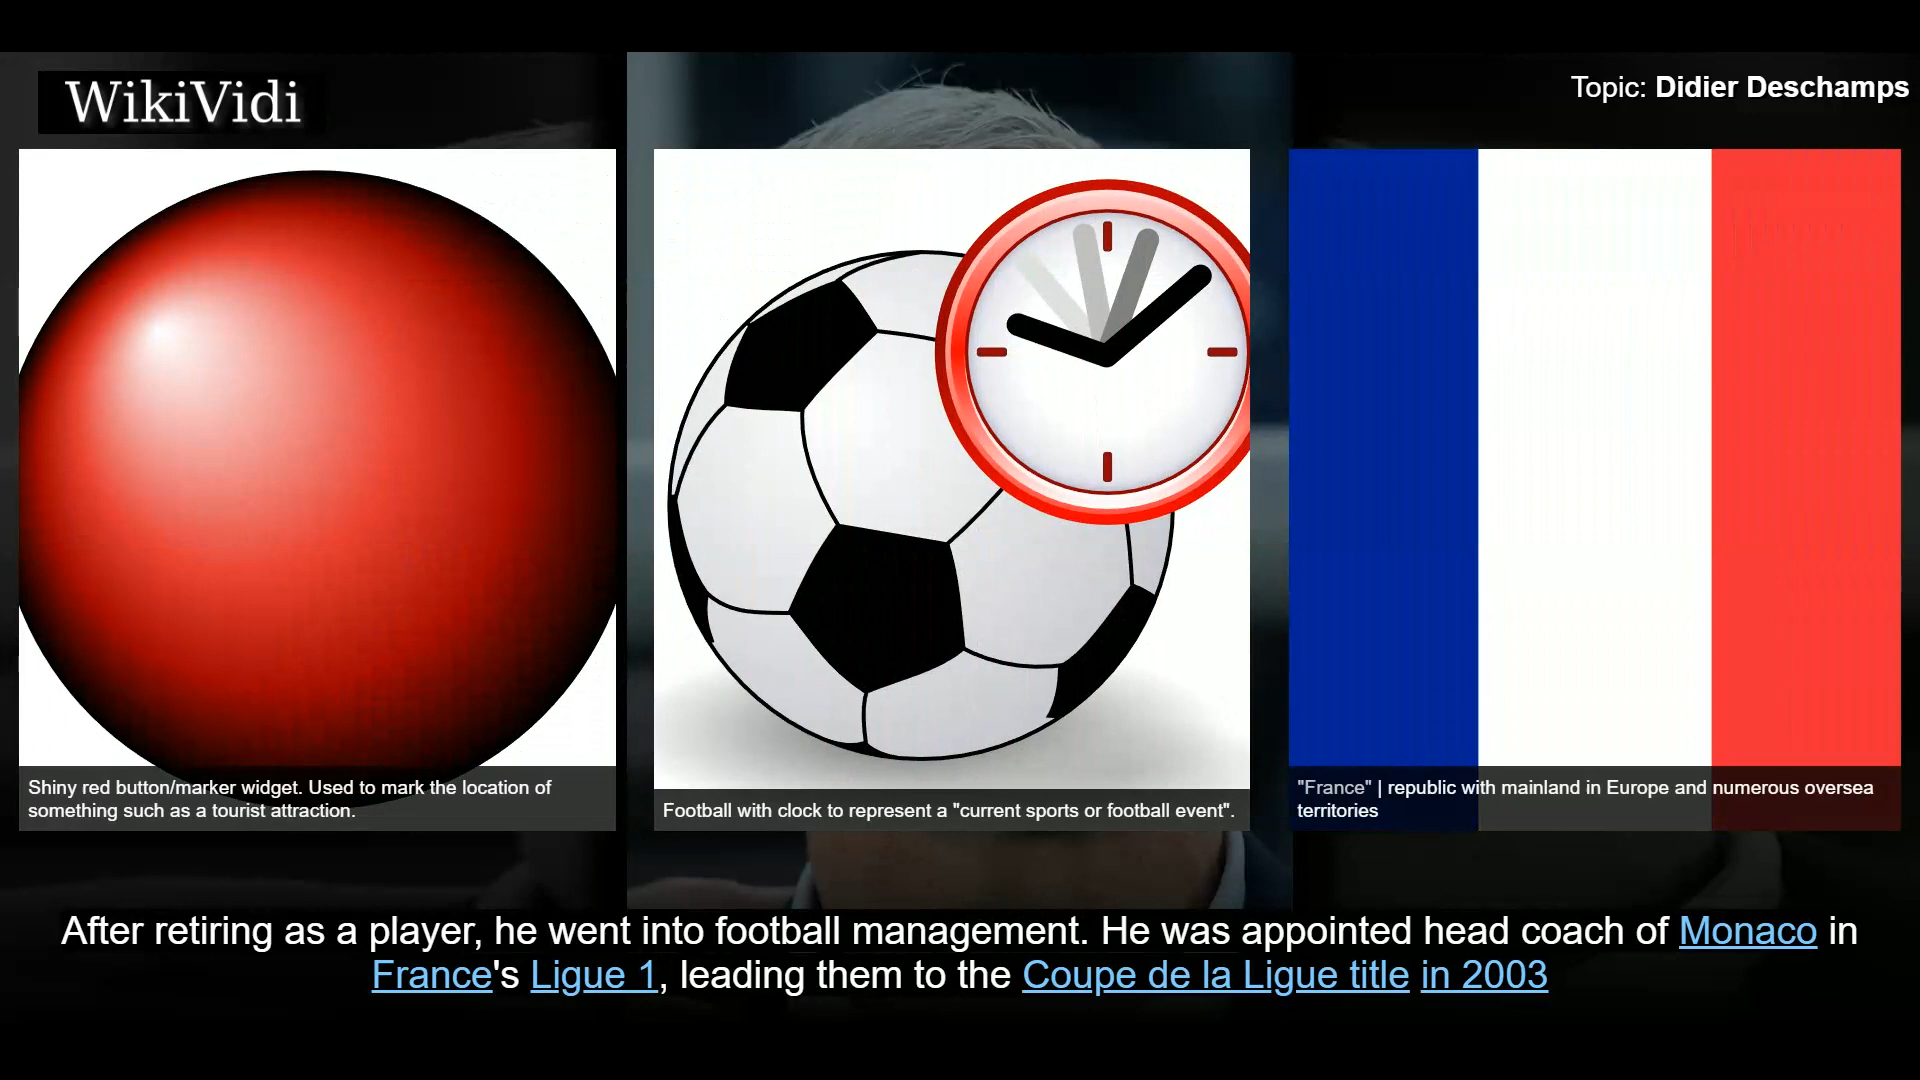 WikiVidi
Topic: Didier Deschamps
Shiny red button/marker widget. Used to mark the location of
something such as a tourist attraction.
Football with clock to represent a "current sports or football event".
"France" | republic with mainland in Europe and numerous oversea
territories
After retiring as a player, he went into football management. He was appointed head coach of Monaco in
France's Ligue 1, leading them to the Coupe de la Ligue title in 2003